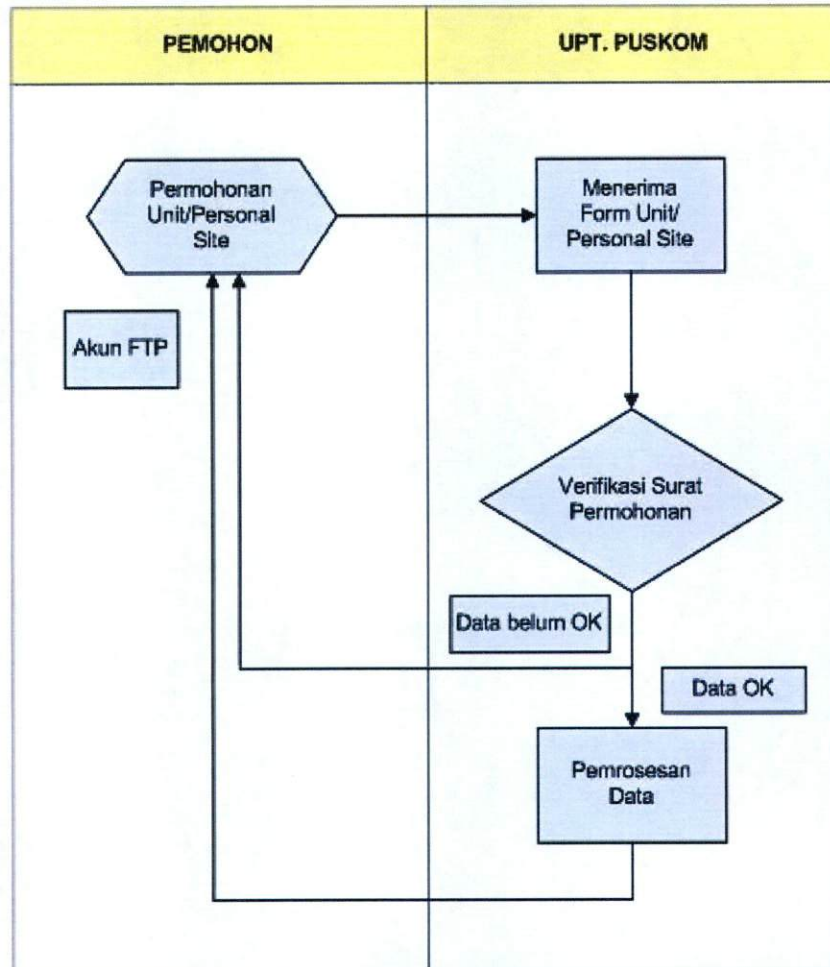 PEMOHON
UPT. PUSKOM
Permohonan
Unit/Personal
Site
Menerima
Form Unit/
Personal Site
Akun FTP
Verifikasi Surat
Permohonan
Data belum OK
Data OK
Pemrosesan
Data